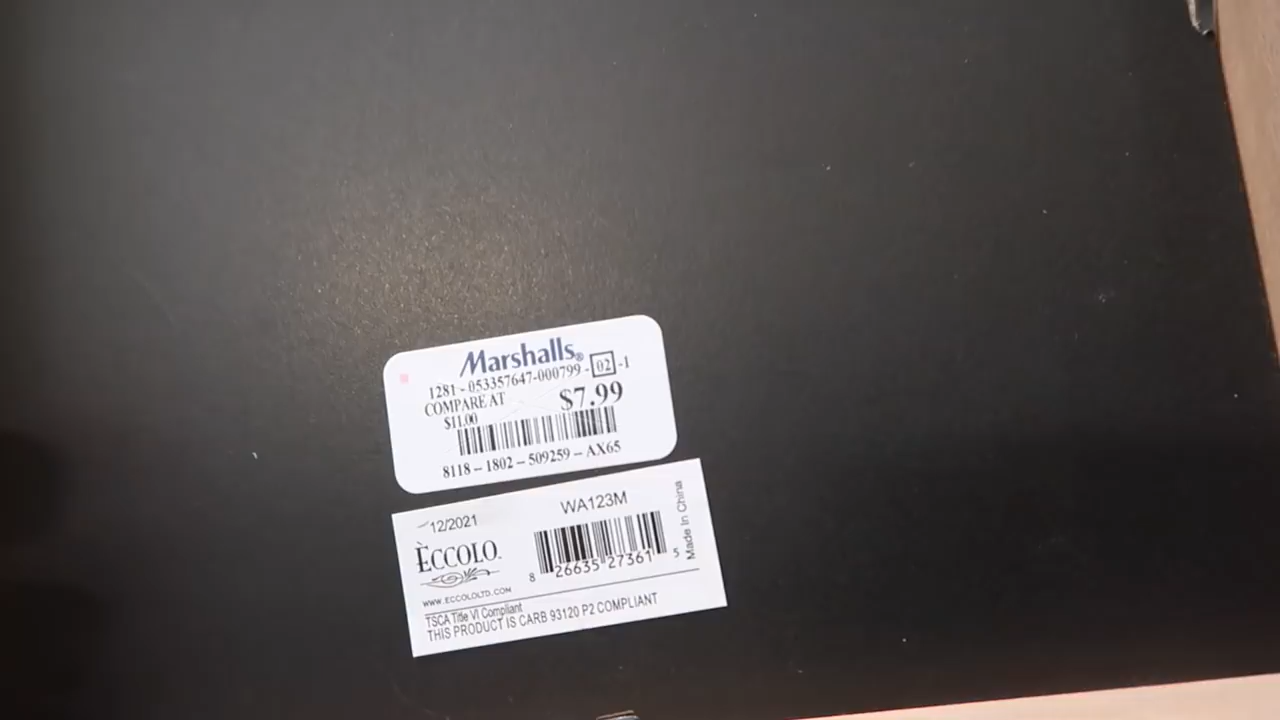 Marshalls®
1281 - 053357647-000799 - 02 -1
COMPARE AT
$11.00
$7.99
8118 – 1802 – 509259 – AX65
12/2021
WA123M
ÈCCOLO
Made In China
8 26635 27361 5
WWW.ECCOLOLTD.COM
TSCA Title VI Compliant
THIS PRODUCT IS CARB 93120 P2 COMPLIANT